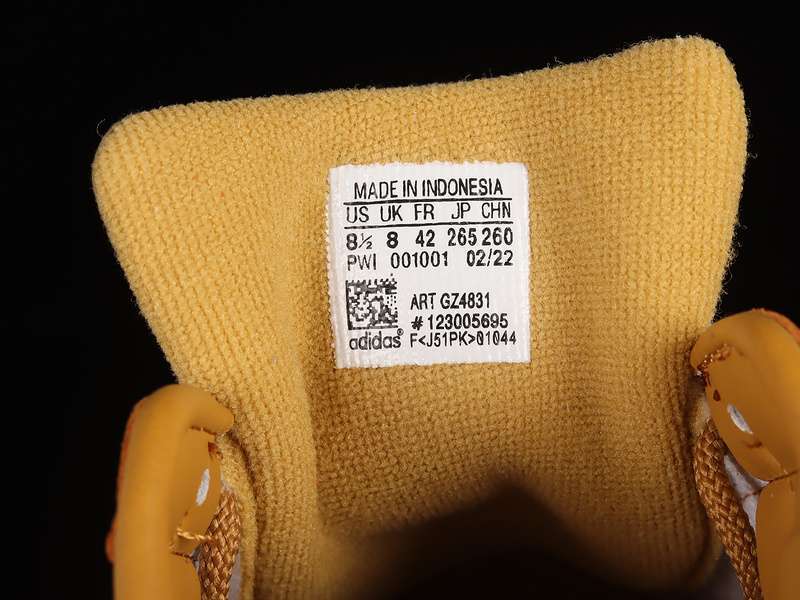 MADE IN INDONESIA
US UK FR JP CHN
8½ 8 42 265 260
PWI 001001 02/22
ART GZ4831
# 123005695
adidas® F<J51PK>01044